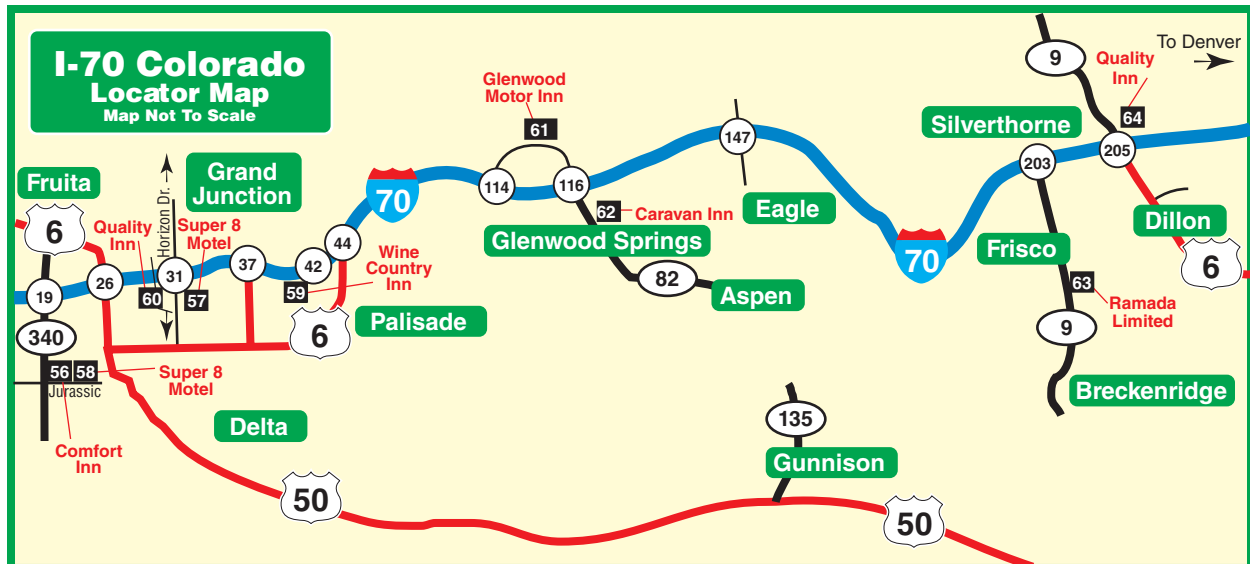 I-70 Colorado
Locator Map
Map Not To Scale
To Denver
9
Quality
Inn
64
Glenwood
Motor Inn
61
Silverthorne
147
205
203
Fruita
Grand
Junction
Horizon Dr.
70
114
116
6
Quality
Inn
Super 8
Motel
62
Caravan Inn
Eagle
Dillon
Glenwood Springs
Frisco
70
6
19
26
31
37
42
44
Wine
Country
Inn
60
57
59
82
Aspen
63
Ramada
Limited
340
6
Palisade
9
56
58
Super 8
Motel
Jurassic
Breckenridge
Delta
135
Comfort
Inn
Gunnison
50
50